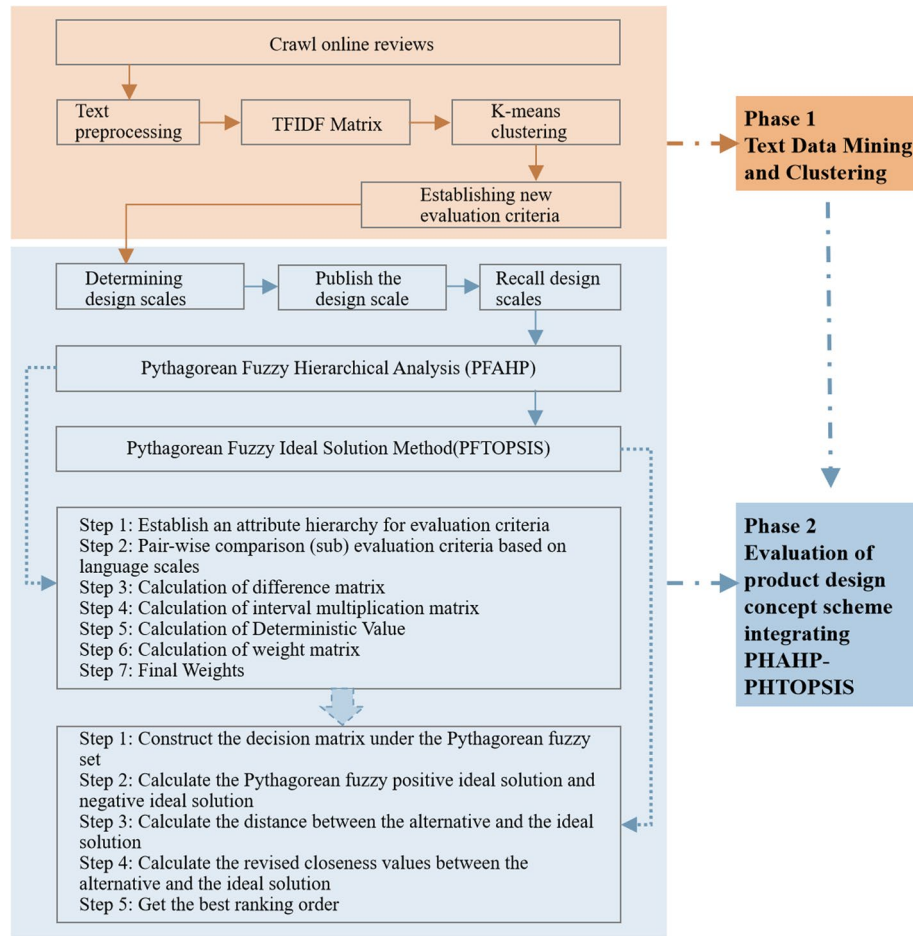 Crawl online reviews
Text
preprocessing
TFIDF Matrix
K-means
clustering
Establishing new
evaluation criteria
Phase 1
Text Data Mining
and Clustering
Determining
design scales
Publish the
design scale
Recall design
scales
Pythagorean Fuzzy Hierarchical Analysis (PFAHP)
Pythagorean Fuzzy Ideal Solution Method(PFTOPSIS)
Step 1: Establish an attribute hierarchy for evaluation criteria
Step 2: Pair-wise comparison (sub) evaluation criteria based on
language scales
Step 3: Calculation of difference matrix
Step 4: Calculation of interval multiplication matrix
Step 5: Calculation of Deterministic Value
Step 6: Calculation of weight matrix
Step 7: Final Weights
Phase 2
Evaluation of
product design
concept scheme
integrating
PHAHP-
PHTOPSIS
Step 1: Construct the decision matrix under the Pythagorean fuzzy
set
Step 2: Calculate the Pythagorean fuzzy positive ideal solution and
negative ideal solution
Step 3: Calculate the distance between the alternative and the ideal
solution
Step 4: Calculate the revised closeness values between the
alternative and the ideal solution
Step 5: Get the best ranking order